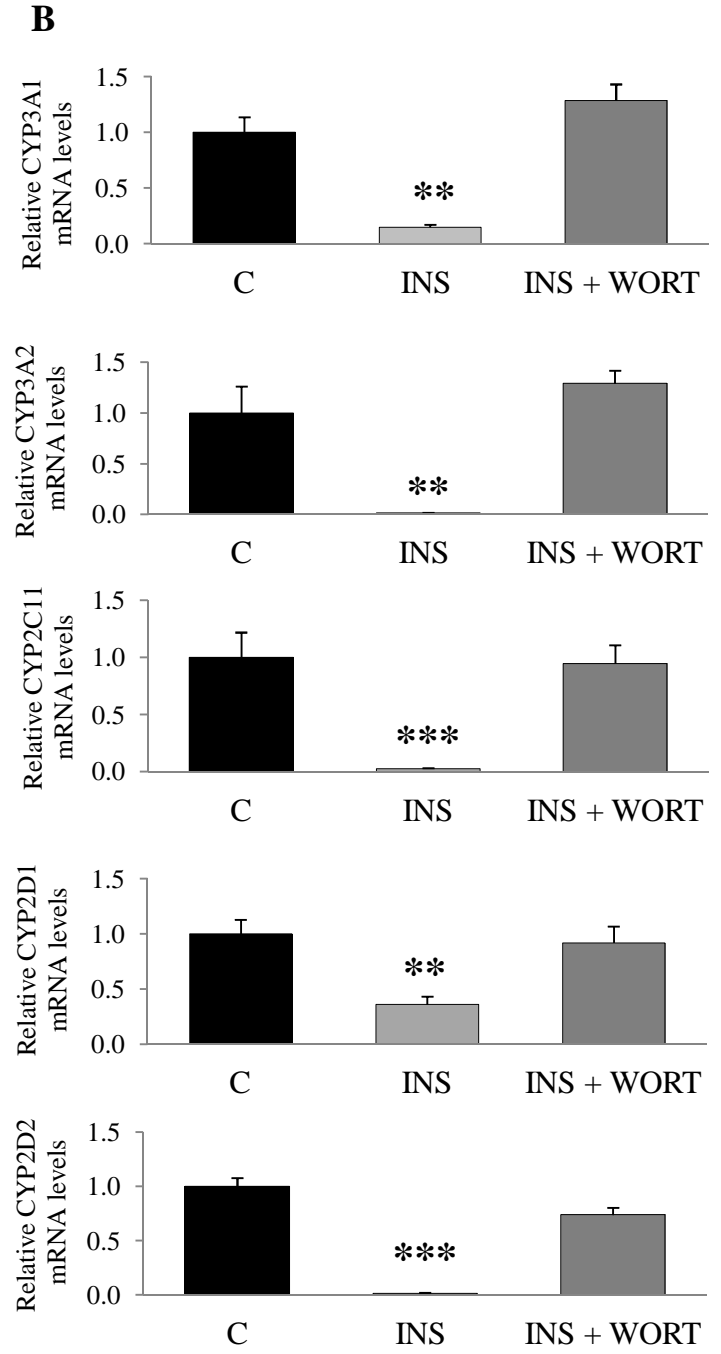 B
Relative CYP3A1
mRNA levels
1.5
1.0
0.5
0.0
**
C INS INS + WORT
Relative CYP3A2
mRNA levels
1.5
1.0
0.5
0.0
**
C INS INS + WORT
Relative CYP2C11
mRNA levels
1.5
1.0
0.5
0.0
***
C INS INS + WORT
Relative CYP2D1
mRNA levels
1.5
1.0
0.5
0.0
**
C INS INS + WORT
Relative CYP2D2
mRNA levels
1.5
1.0
0.5
0.0
***
C INS INS + WORT